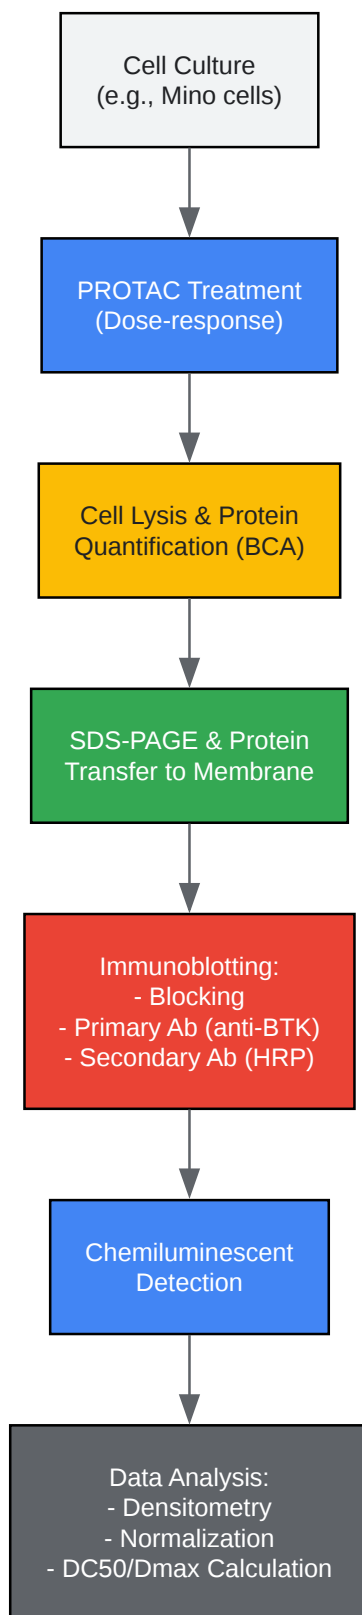 Cell Culture
(e.g., Mino cells)
PROTAC Treatment
(Dose-response)
Cell Lysis & Protein
Quantification (BCA)
SDS-PAGE & Protein
Transfer to Membrane
Immunoblotting:
- Blocking
- Primary Ab (anti-BTK)
- Secondary Ab (HRP)
Chemiluminescent
Detection
Data Analysis:
- Densitometry
- Normalization
- DC50/Dmax Calculation